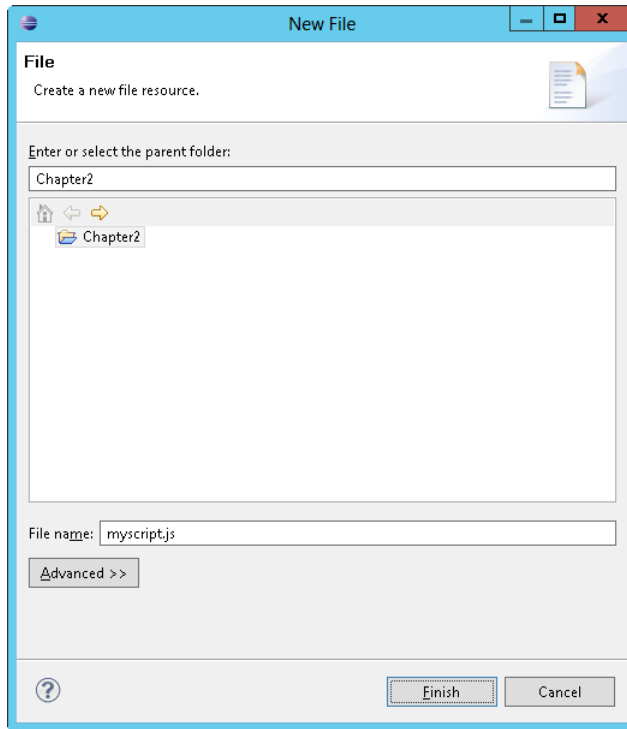 New File
File
Create a new file resource.
Enter or select the parent folder:
Chapter2
Chapter2
File name: myscript.js
Advanced >>
Finish Cancel